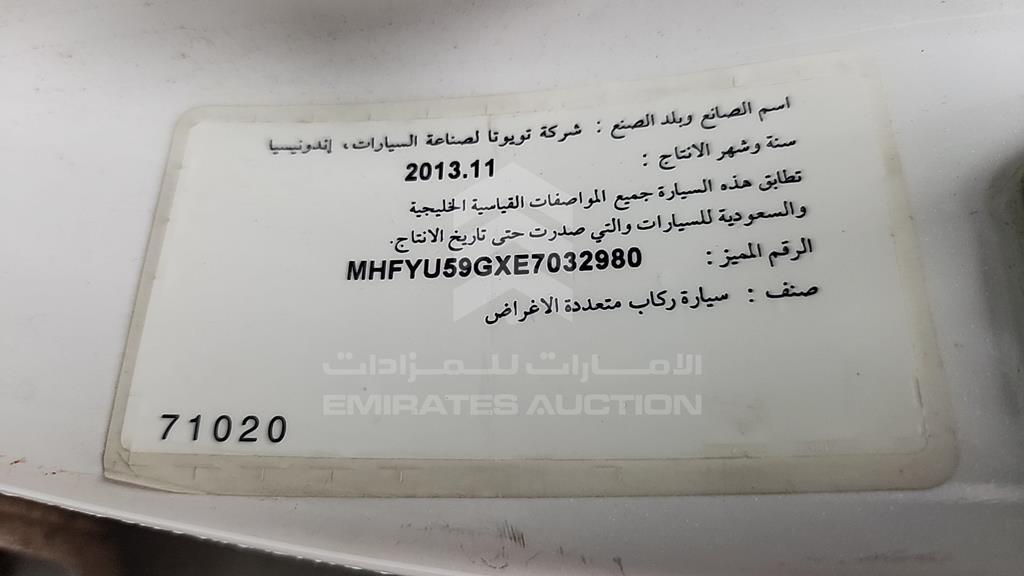 اسم الصانع وبلد الصنع : شركة تويوتا لصناعة السيارات، إندونيسيا
سنة وشهر الانتاج : 2013.11
تطابق هذه السيارة جميع المواصفات القياسية الخليجية
والسعودية للسيارات والتي صدرت حتى تاريخ الانتاج.
الرقم المميز : MHFYU59GXE7032980
صنف : سيارة ركاب متعددة الاغراض
الامارات للمزادات
EMIRATES AUCTION
71020